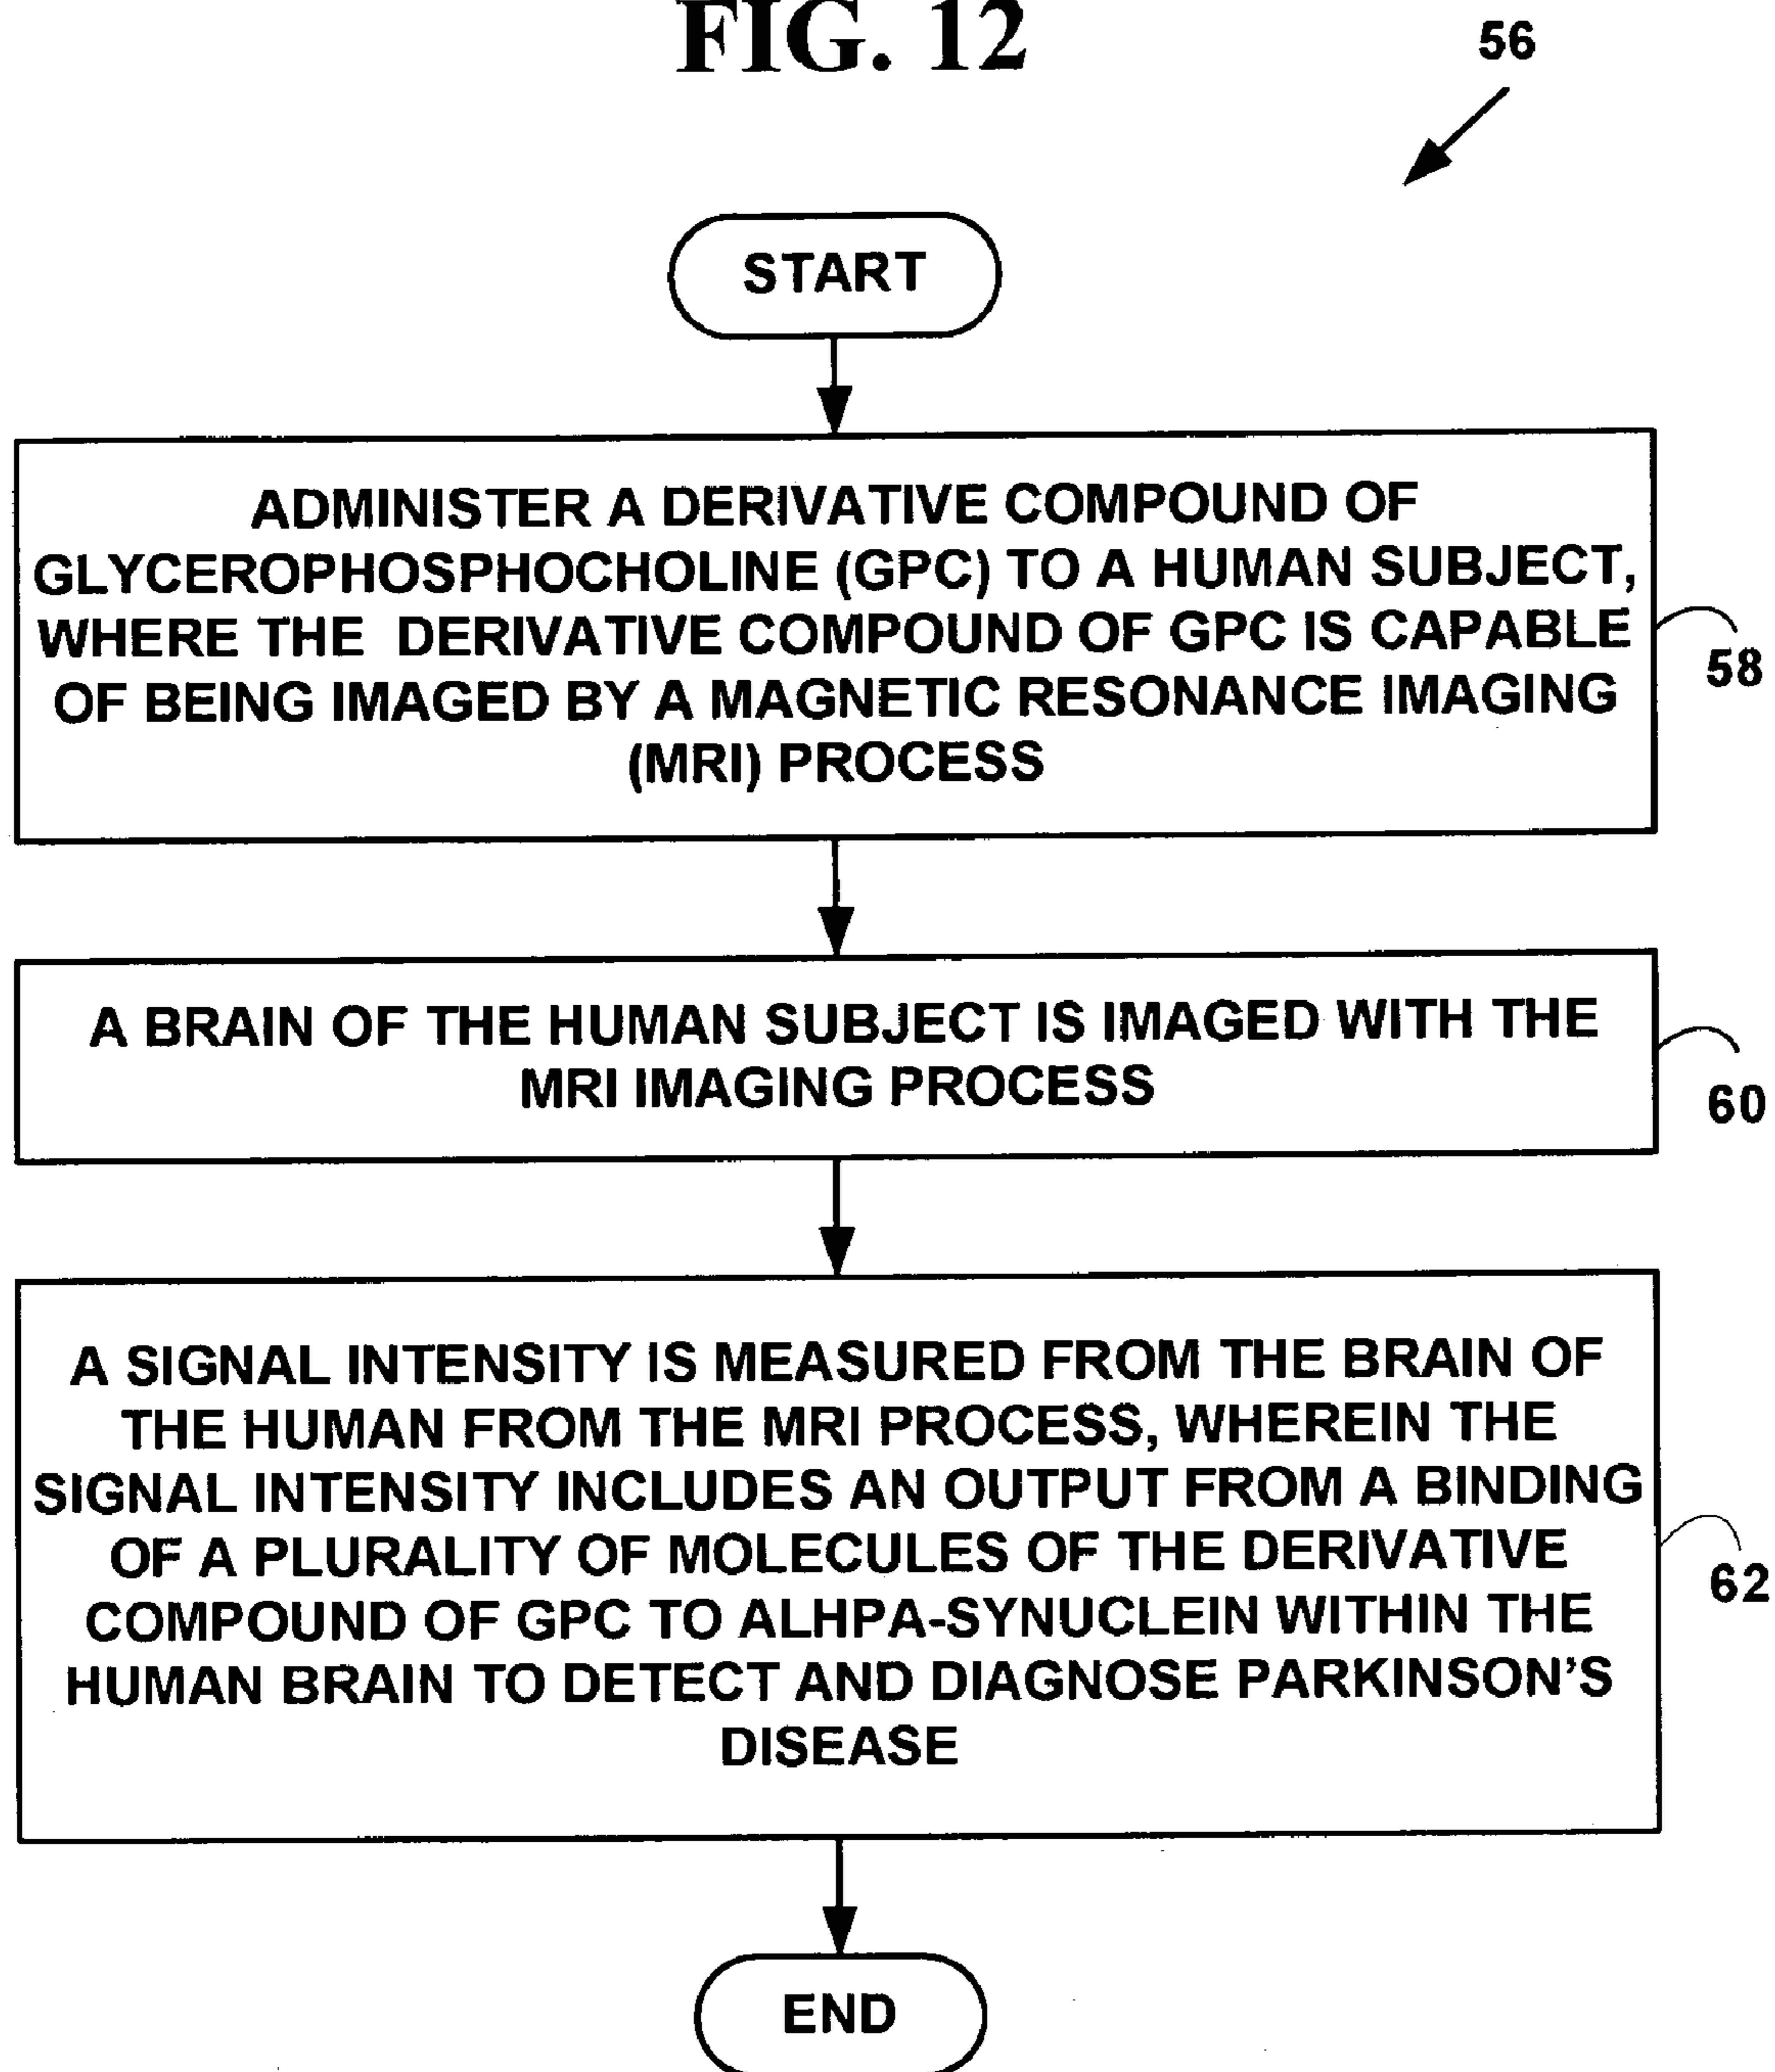 FIG. 12
56
START
ADMINISTER A DERIVATIVE COMPOUND OF
GLYCEROPHOSPHOCHOLINE (GPC) TO A HUMAN SUBJECT,
WHERE THE DERIVATIVE COMPOUND OF GPC IS CAPABLE
OF BEING IMAGED BY A MAGNETIC RESONANCE IMAGING
(MRI) PROCESS
58
A BRAIN OF THE HUMAN SUBJECT IS IMAGED WITH THE
MRI IMAGING PROCESS
60
A SIGNAL INTENSITY IS MEASURED FROM THE BRAIN OF
THE HUMAN FROM THE MRI PROCESS, WHEREIN THE
SIGNAL INTENSITY INCLUDES AN OUTPUT FROM A BINDING
OF A PLURALITY OF MOLECULES OF THE DERIVATIVE
COMPOUND OF GPC TO ALHPA-SYNUCLEIN WITHIN THE
HUMAN BRAIN TO DETECT AND DIAGNOSE PARKINSON'S
DISEASE
62
END